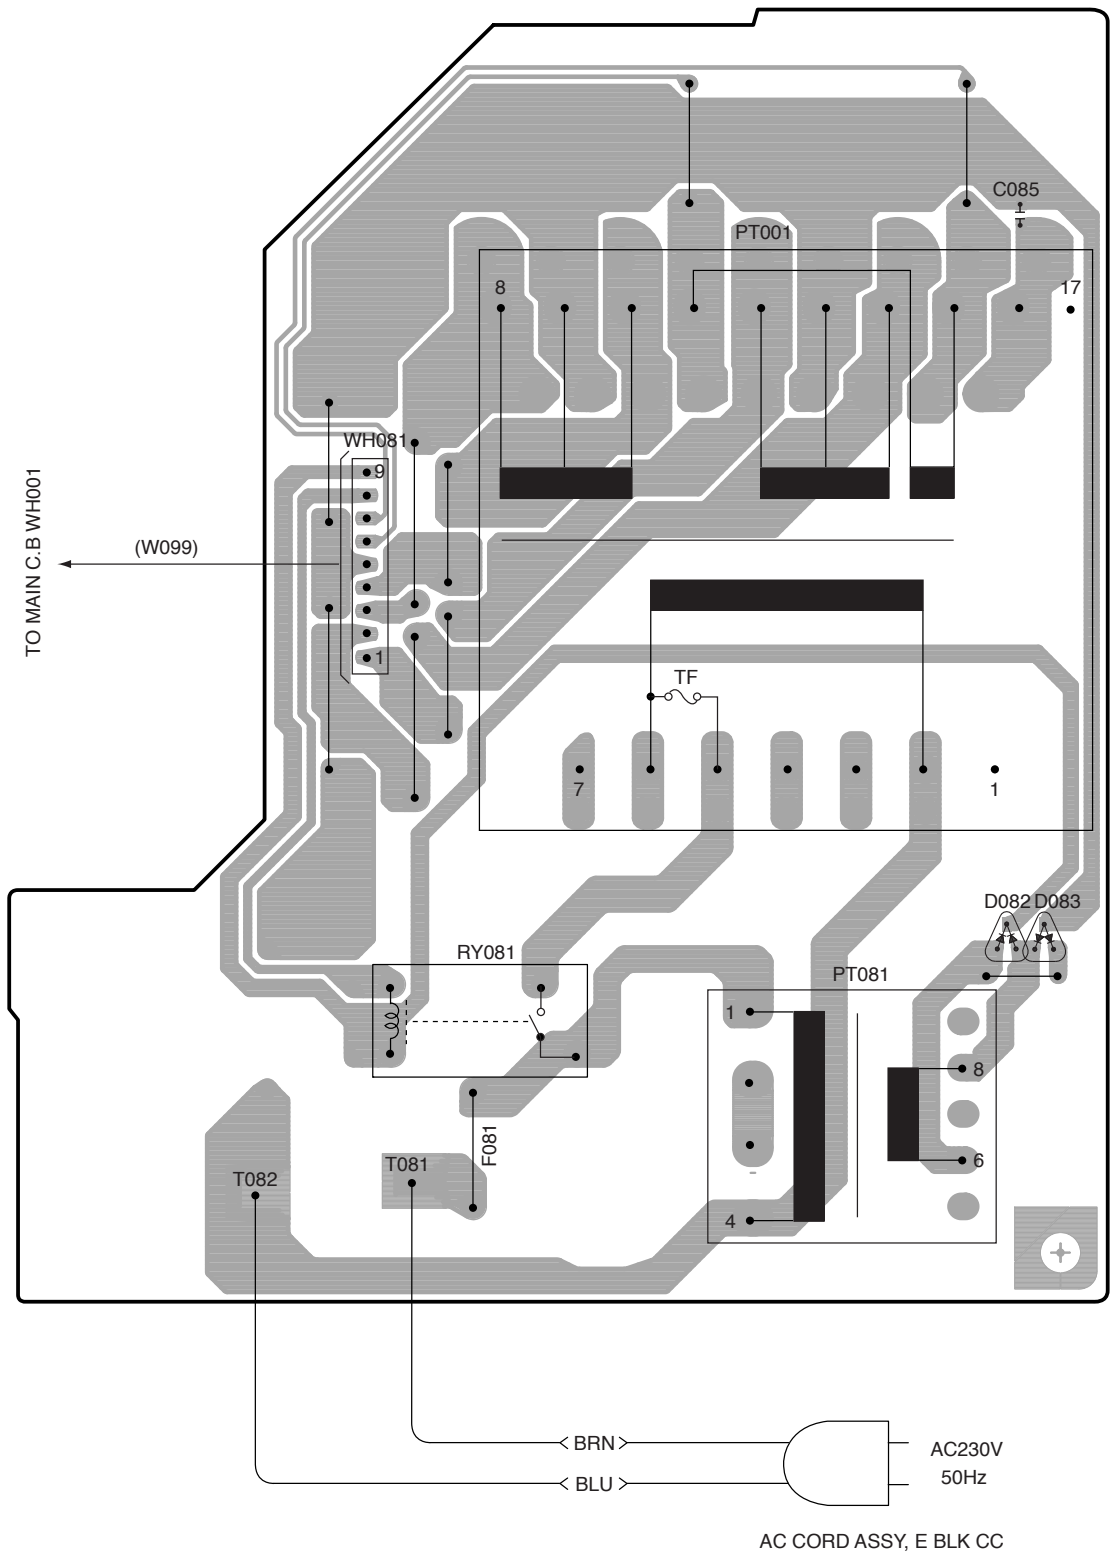 C085
PT001
8
17
WH081
9
(W099)
TO MAIN C.B WH001
1
TF
7
1
D082 D083
RY081
PT081
1
8
F081
T081
T082
6
4
BRN
BLU
AC230V
50Hz
AC CORD ASSY, E BLK CC